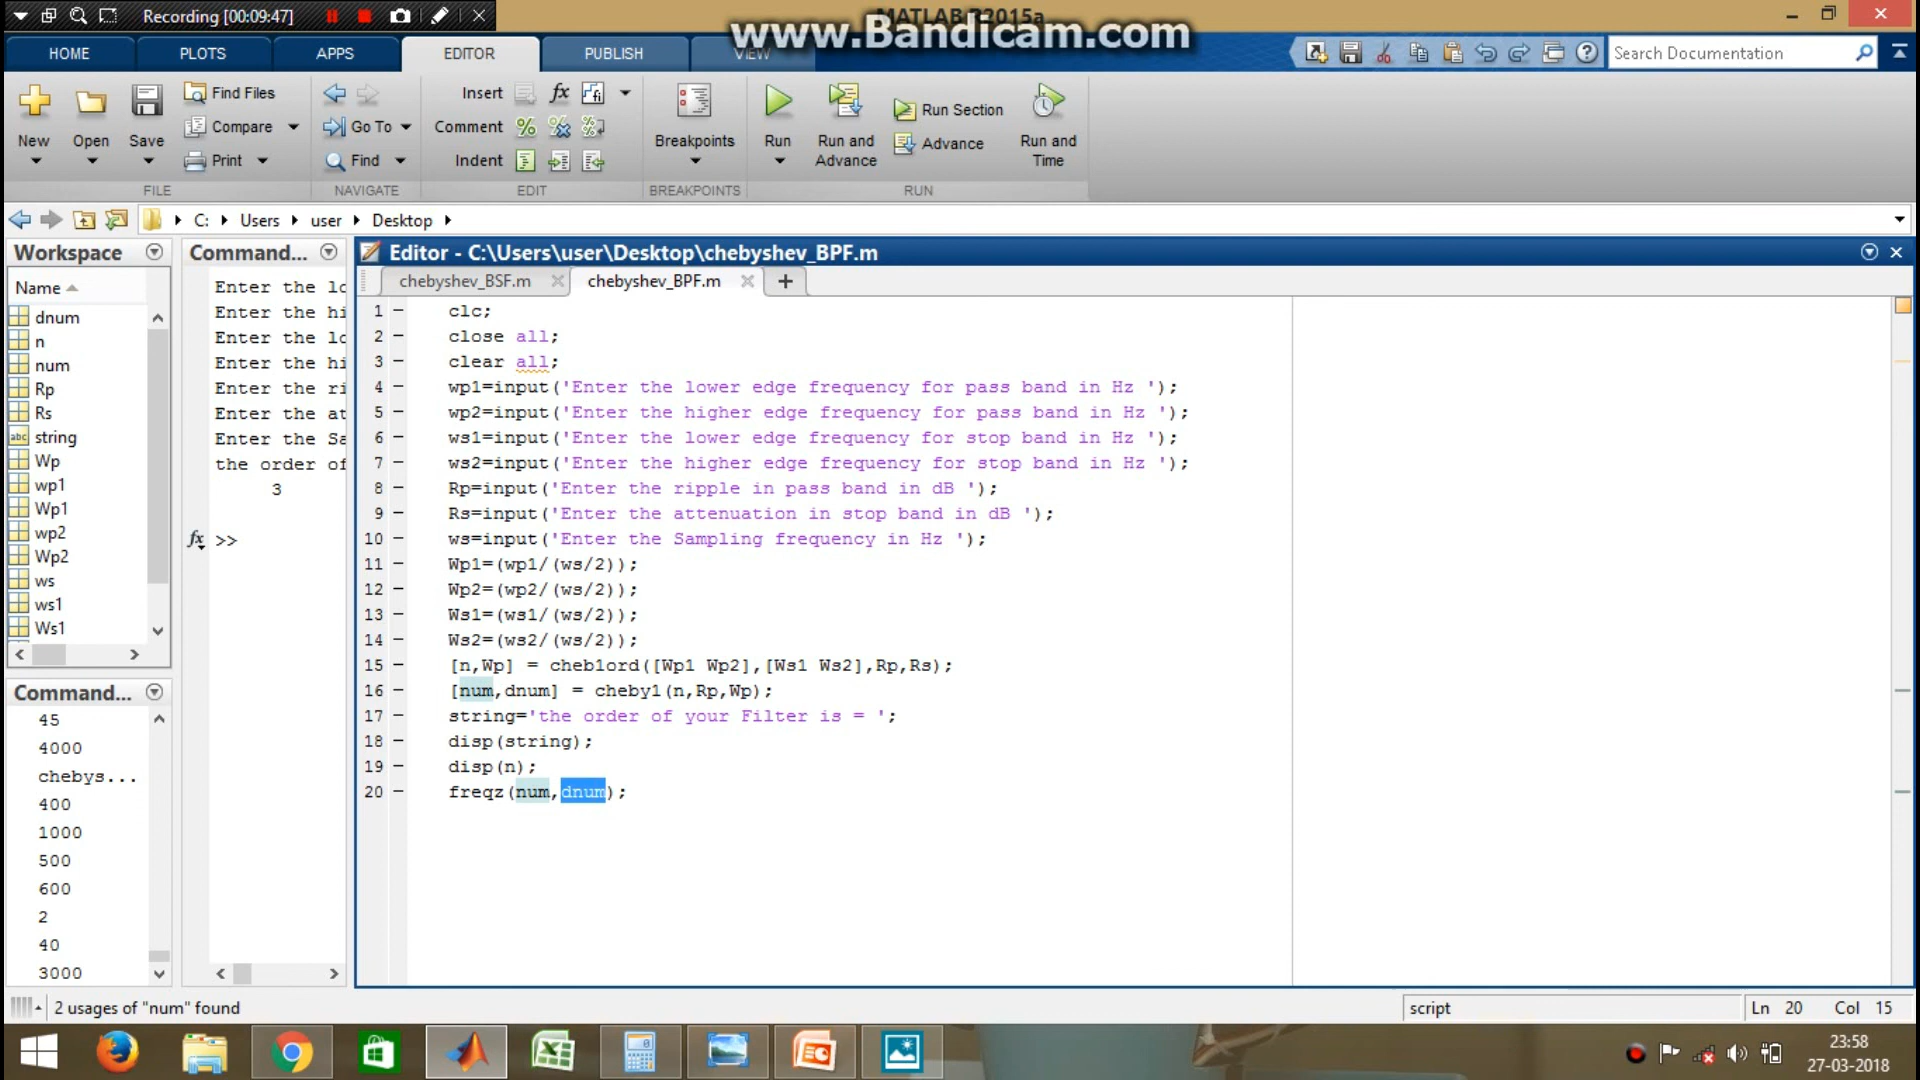 Recording [00:09:47]
MATLAB R2015a
www.Bandicam.com
HOME PLOTS APPS EDITOR PUBLISH VIEW
Search Documentation
Find Files Insert fx
New Open Save Compare Go To Comment Breakpoints Run Run and Advance Run Section Advance Run and Time
Print Find Indent
FILE NAVIGATE EDIT BREAKPOINTS RUN
C: Users user Desktop
Workspace Command... Editor - C:\Users\user\Desktop\chebyshev_BPF.m
chebyshev_BSF.m chebyshev_BPF.m +
Name
dnum
n
num
Rp
Rs
abc string
Wp
wp1
Wp1
wp2
Wp2
ws
ws1
Ws1
Command...
45
4000
chebys...
400
1000
500
600
2
40
3000
Enter the lo
Enter the hi
Enter the lo
Enter the hi
Enter the ri
Enter the at
Enter the Sa
the order of
3
fx >>
1 – clc;
2 – close all;
3 – clear all;
4 – wp1=input('Enter the lower edge frequency for pass band in Hz ');
5 – wp2=input('Enter the higher edge frequency for pass band in Hz ');
6 – ws1=input('Enter the lower edge frequency for stop band in Hz ');
7 – ws2=input('Enter the higher edge frequency for stop band in Hz ');
8 – Rp=input('Enter the ripple in pass band in dB ');
9 – Rs=input('Enter the attenuation in stop band in dB ');
10 – ws=input('Enter the Sampling frequency in Hz ');
11 – Wp1=(wp1/(ws/2));
12 – Wp2=(wp2/(ws/2));
13 – Ws1=(ws1/(ws/2));
14 – Ws2=(ws2/(ws/2));
15 – [n,Wp] = cheb1ord([Wp1 Wp2],[Ws1 Ws2],Rp,Rs);
16 – [num,dnum] = cheby1(n,Rp,Wp);
17 – string='the order of your Filter is = ';
18 – disp(string);
19 – disp(n);
20 – freqz(num,dnum);
2 usages of "num" found
script
Ln 20 Col 15
23:58
27-03-2018